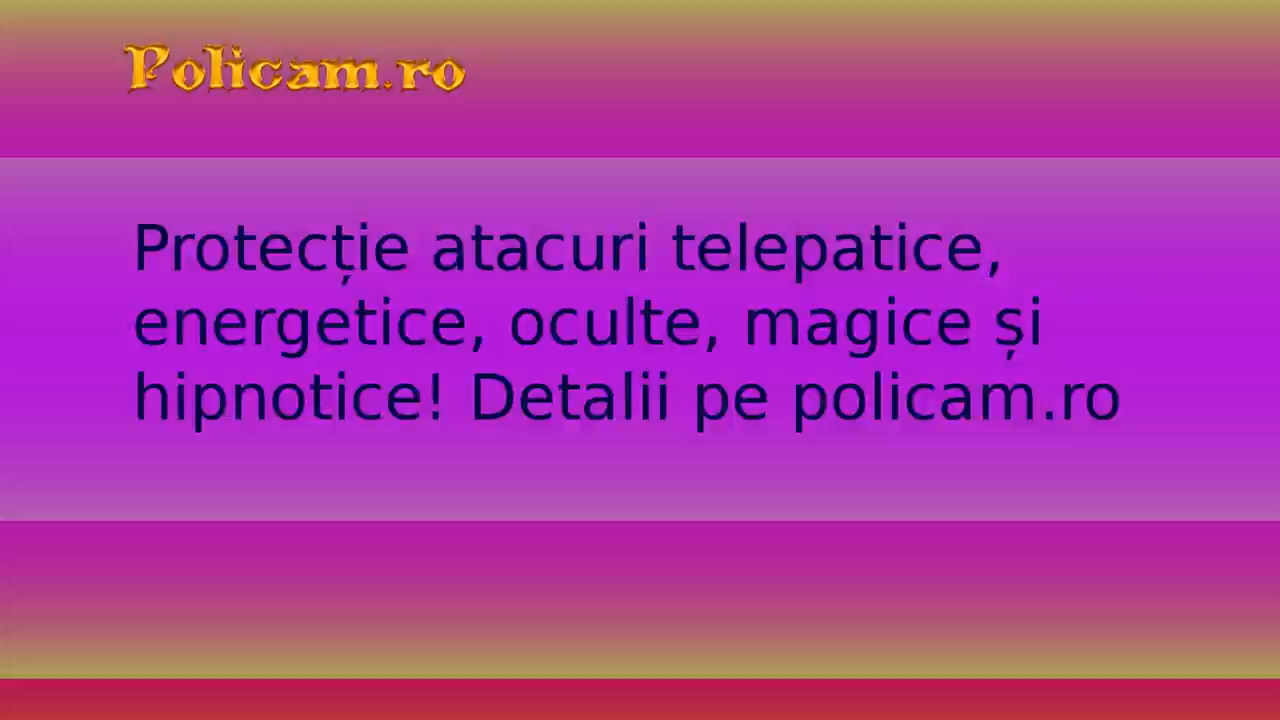 Policam.ro
Protecție atacuri telepatice,
energetice, oculte, magice și
hipnotice! Detalii pe policam.ro